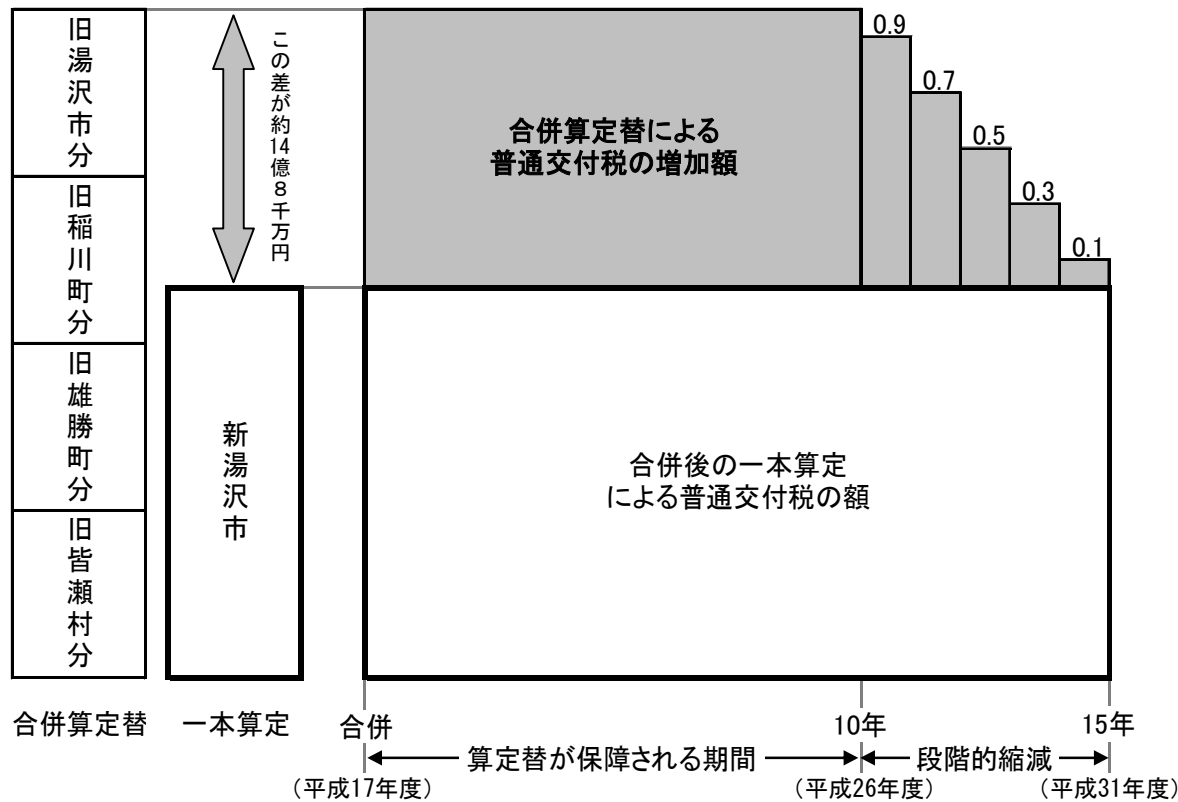 旧湯沢市分
旧稲川町分
旧雄勝町分
旧皆瀬村分
合併算定替
新湯沢市
一本算定
この差が約14億8千万円
合併算定替による
普通交付税の増加額
0.9
0.7
0.5
0.3
0.1
合併後の一本算定
による普通交付税の額
合併
10年
15年
算定替が保障される期間
段階的縮減
(平成17年度)
(平成26年度)
(平成31年度)